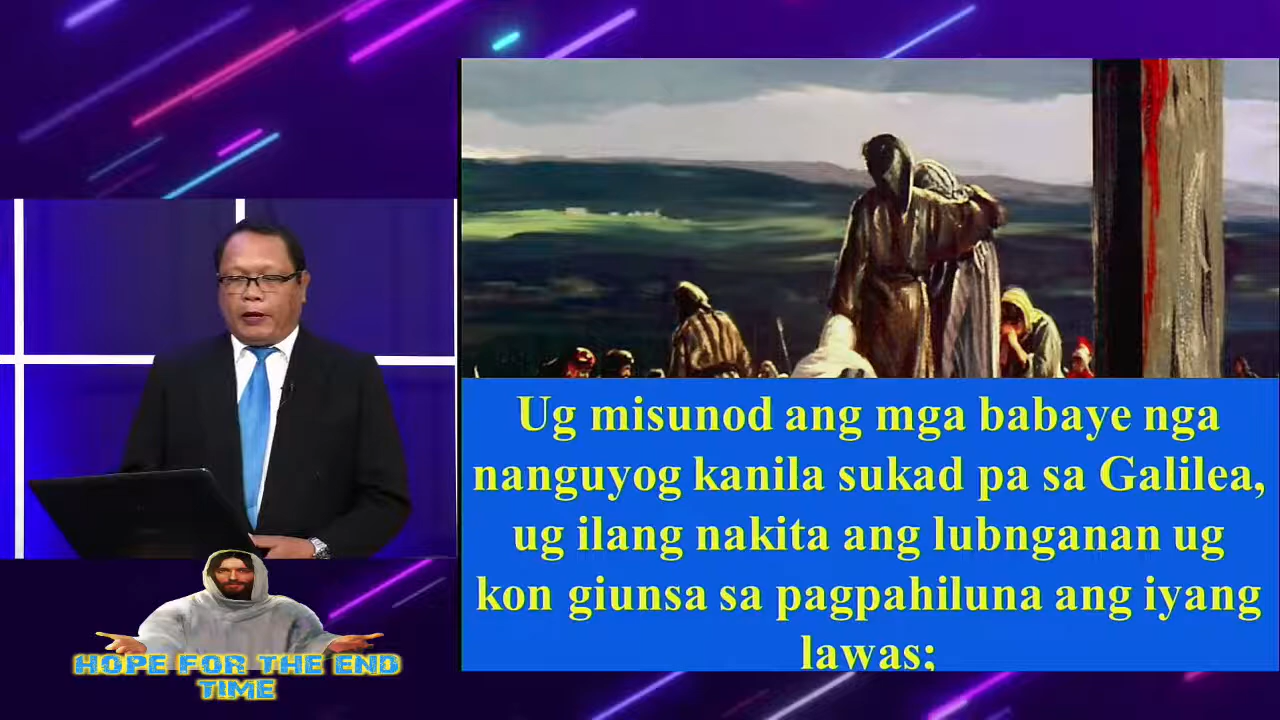 Ug misunod ang mga babaye nga
nanguyog kanila sukad pa sa Galilea,
ug ilang nakita ang lubnganan ug
kon giunsa sa pagpahiluna ang iyang
lawas;
HOPE FOR THE END
TIME